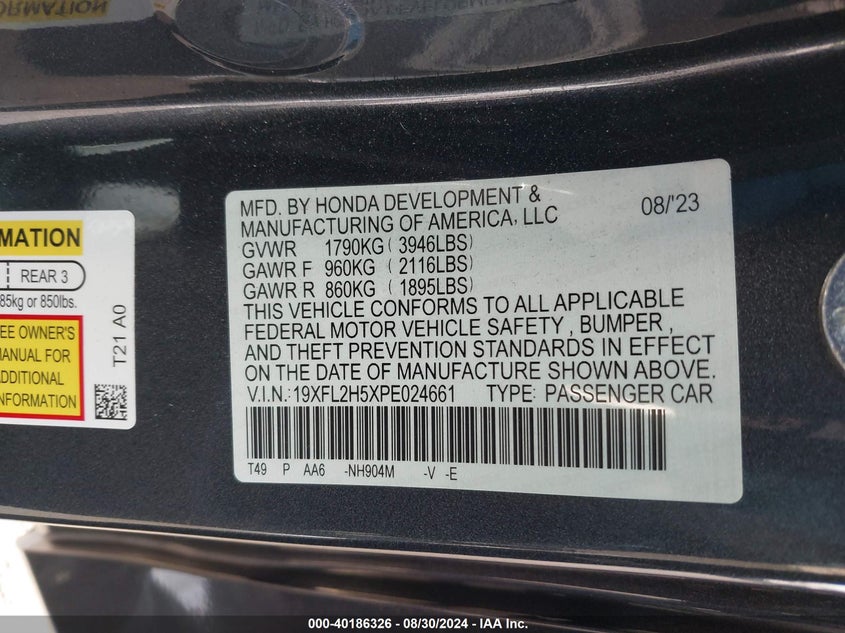 ORMATION
MFD. BY HONDA DEVELOPMENT &
MANUFACTURING OF AMERICA, LLC
08/'23
GVWR 1790KG ( 3946LBS)
GAWR F 960KG ( 2116LBS)
GAWR R 860KG ( 1895LBS)
THIS VEHICLE CONFORMS TO ALL APPLICABLE
FEDERAL MOTOR VEHICLE SAFETY , BUMPER ,
AND THEFT PREVENTION STANDARDS IN EFFECT
ON THE DATE OF MANUFACTURE SHOWN ABOVE.
V.I.N.:19XFL2H5XPE024661 TYPE: PASSENGER CAR
T49 P AA6 -NH904M -V -E
MATION
REAR 3
85kg or 850lbs.
EE OWNER'S
MANUAL FOR
ADDITIONAL
NFORMATION
T21 A0
000-40186326 - 08/30/2024 - IAA Inc.